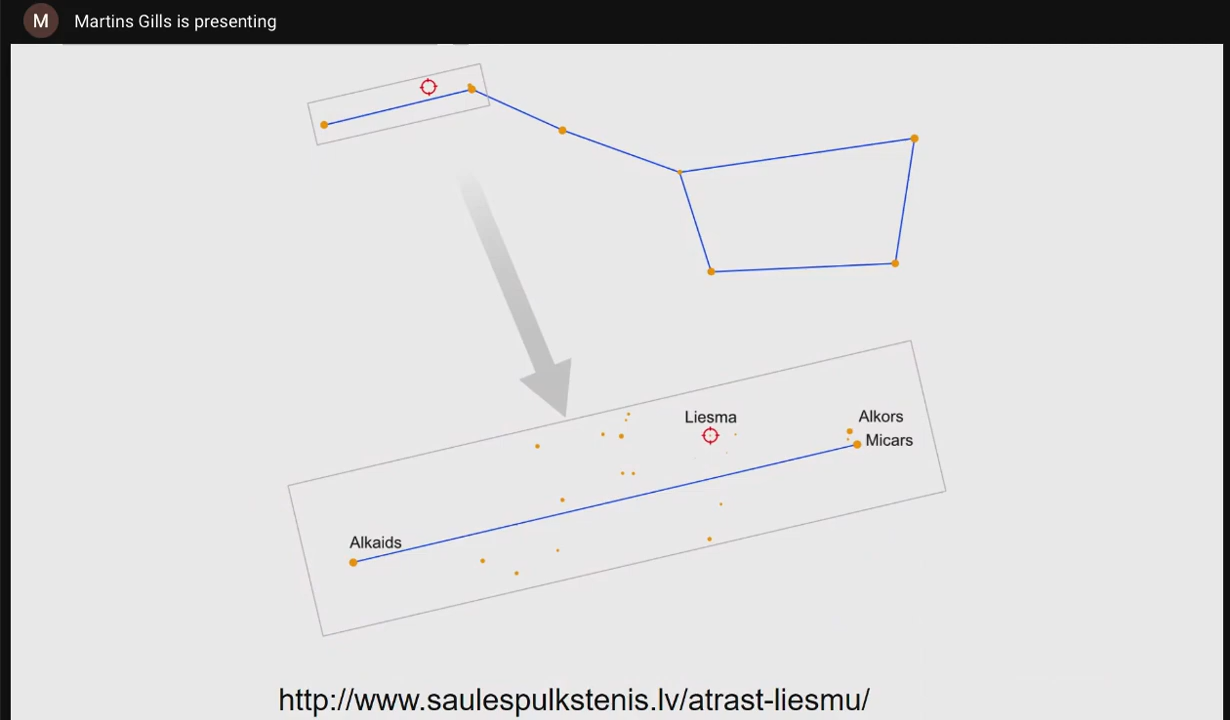 M
Martins Gills is presenting
Liesma
Alkors
Micars
Alkaids
http://www.saulespulkstenis.lv/atrast-liesmu/